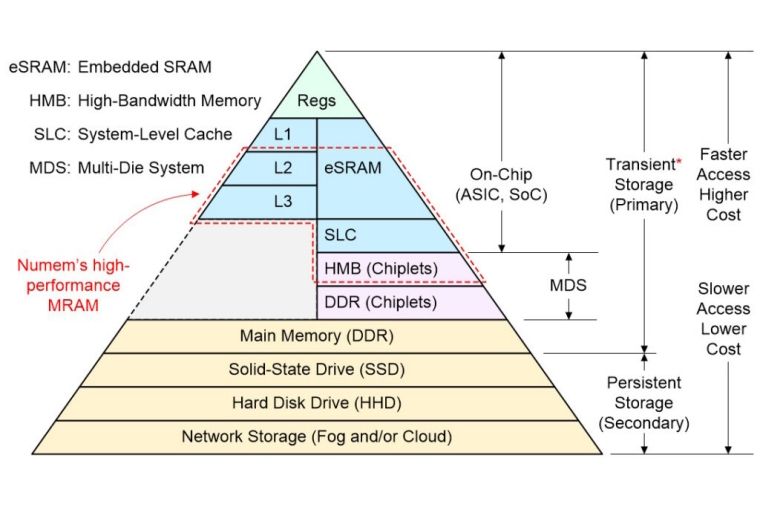 eSRAM: Embedded SRAM
HMB: High-Bandwidth Memory
SLC: System-Level Cache
MDS: Multi-Die System
Numem's high-
performance
MRAM
Regs
L1
L2
L3
eSRAM
SLC
HMB (Chiplets)
DDR (Chiplets)
Main Memory (DDR)
Solid-State Drive (SSD)
Hard Disk Drive (HHD)
Network Storage (Fog and/or Cloud)
On-Chip
(ASIC, SoC)
MDS
Transient*
Storage
(Primary)
Persistent
Storage
(Secondary)
Faster
Access
Higher
Cost
Slower
Access
Lower
Cost